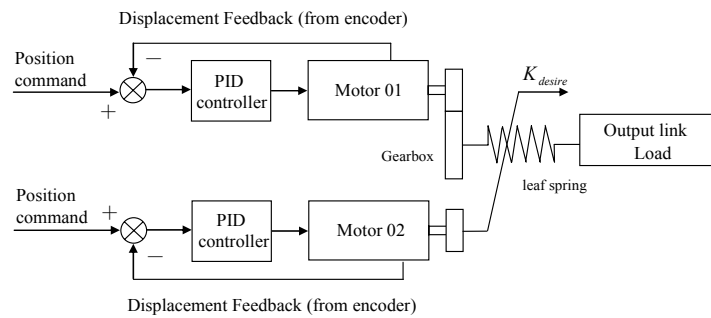 Displacement Feedback (from encoder)
Position
command
−
+
PID
controller
Motor 01
K desire
Gearbox
leaf spring
Output link
Load
Position
command
+
−
PID
controller
Motor 02
Displacement Feedback (from encoder)